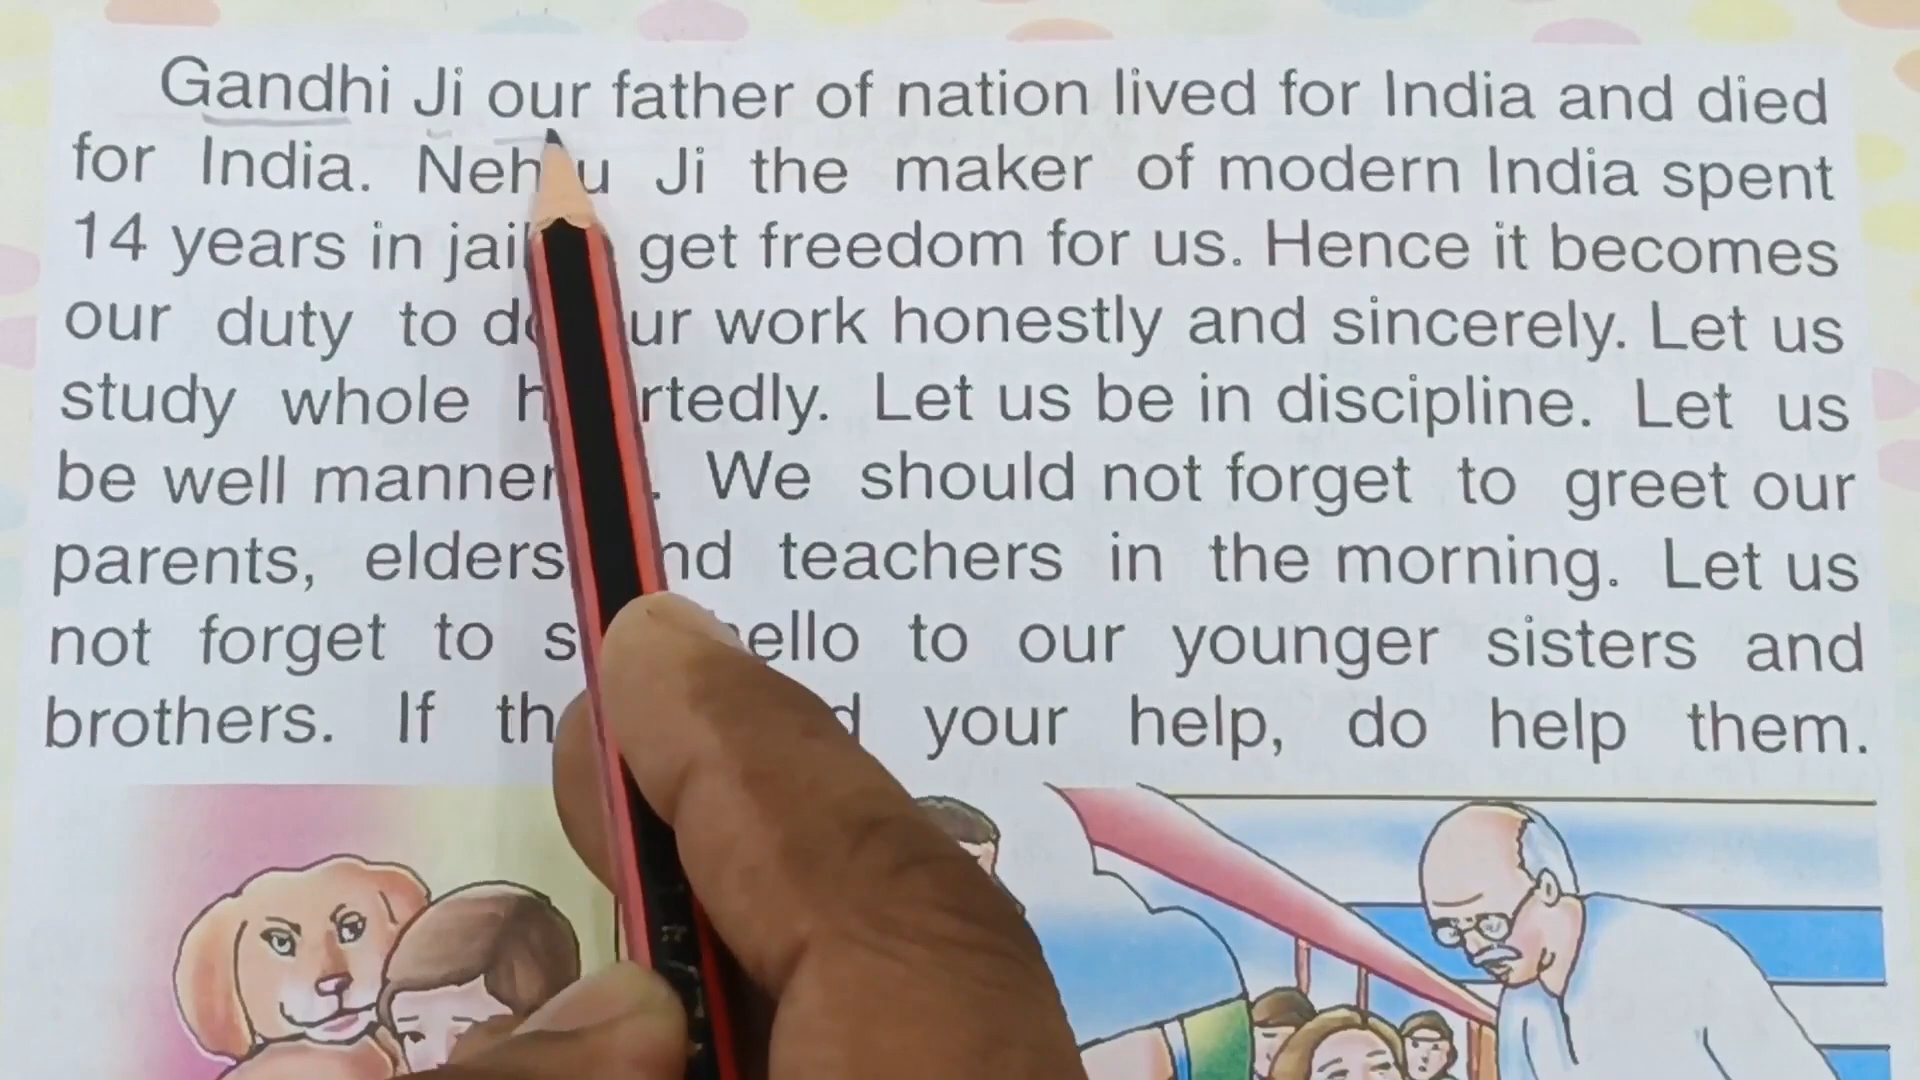 Gandhi Ji our father of nation lived for India and died
for India. Ji the maker of modern India spent
14 years in jail get freedom for us. Hence it becomes
our duty to work honestly and sincerely. Let us
study whole Let us be in discipline. Let us
be well We should not forget to greet our
parents, elders teachers in the morning. Let us
not forget to to our younger sisters and
brothers. If your help, do help them.